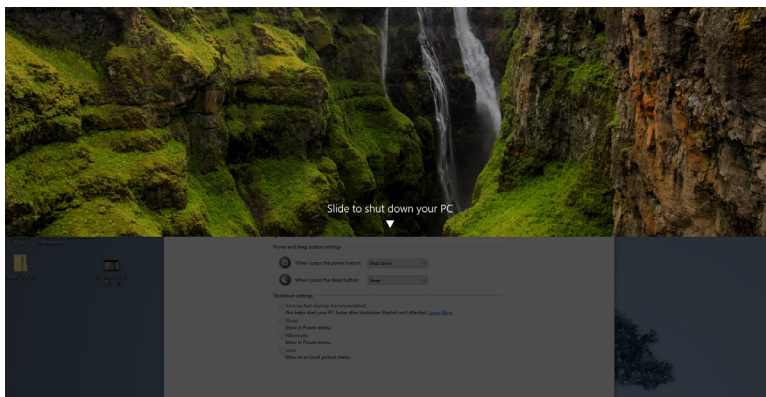 Slide to shut down your PC
Power and sleep button settings
When I press the power button: Shut down
When I press the sleep button: Sleep
Shutdown settings
Turn on fast startup (recommended)
This helps start your PC faster after shutdown. Restart isn't affected. Learn More
Sleep
Show in Power menu.
Hibernate
Show in Power menu.
Lock
Show in account picture menu.